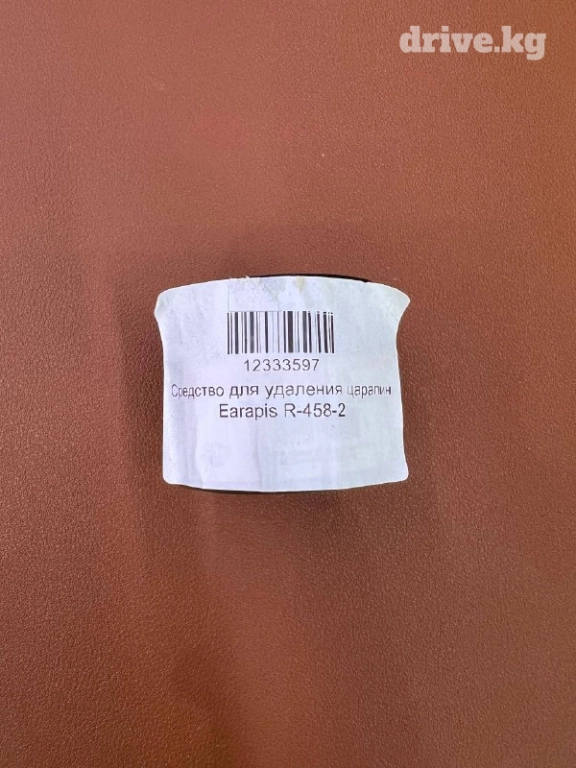 drive.kg
12333597
Средство для удаления царапин
Earapis R-458-2